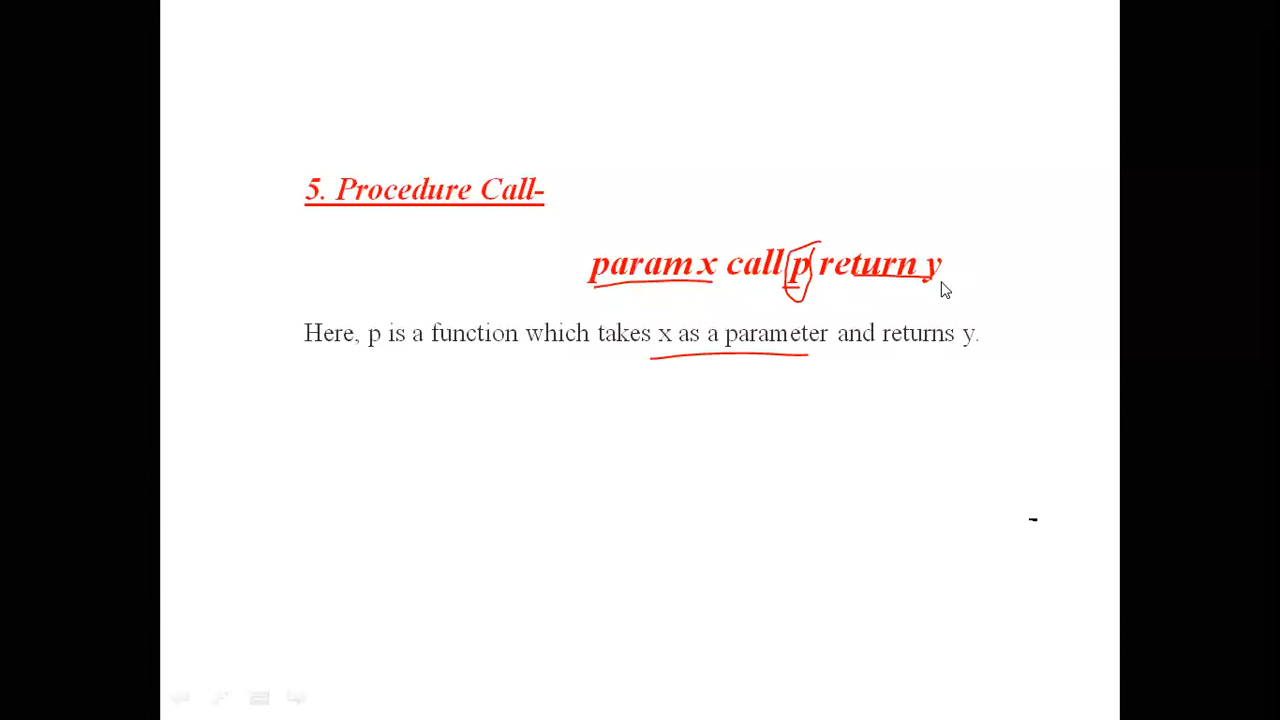 5. Procedure Call-
param x call p return y
Here, p is a function which takes x as a parameter and returns y.